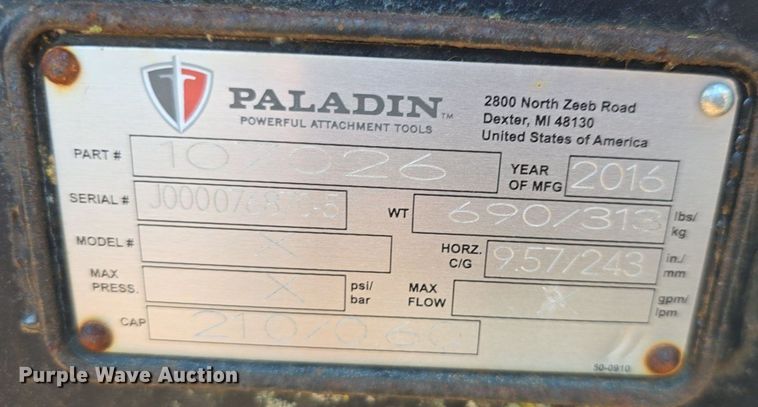 PALADIN™
POWERFUL ATTACHMENT TOOLS
2800 North Zeeb Road
Dexter, MI 48130
United States of America
PART #
YEAR OF MFG 2016
SERIAL #
WT 690/313 lbs/kg
MODEL # X
HORZ. C/G 9.57/243 in./mm
MAX PRESS. X psi/bar
MAX FLOW X gpm/lpm
CAP
50-0910
Purple Wave Auction